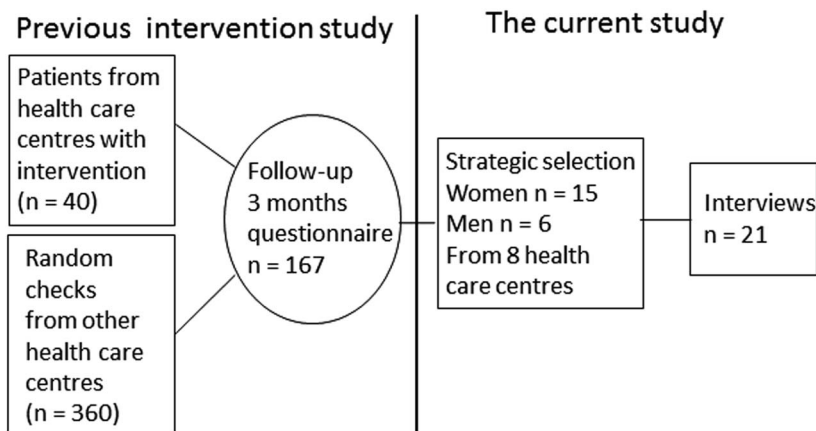 Previous intervention study
Patients from
health care
centres with
intervention
(n = 40)
Random
checks
from other
health care
centres
(n = 360)
Follow-up
3 months
questionnaire
n = 167
The current study
Strategic selection
Women n = 15
Men n = 6
From 8 health
care centres
Interviews
n = 21